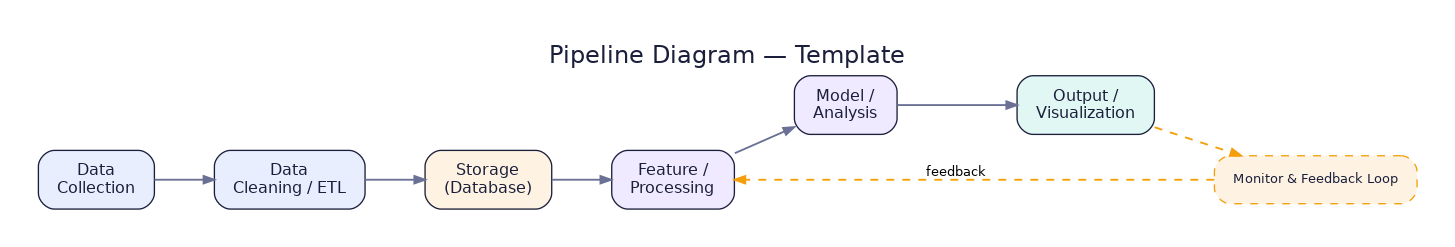 Pipeline Diagram — Template
Data
Collection
Data
Cleaning / ETL
Storage
(Database)
Feature /
Processing
Model /
Analysis
Output /
Visualization
Monitor & Feedback Loop
feedback